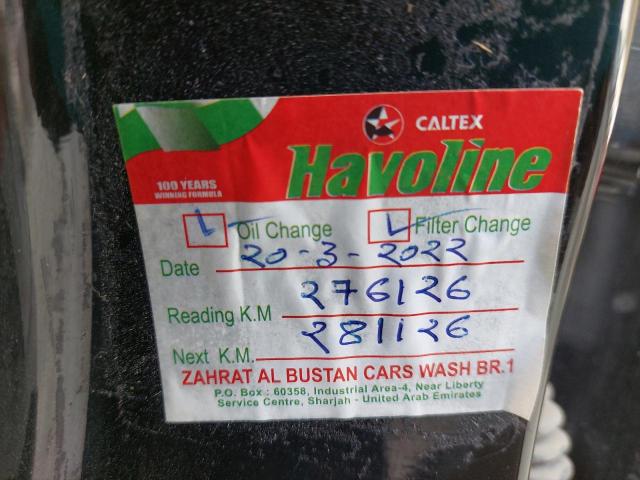 CALTEX
Havoline
100 YEARS
WINNING FORMULA
Oil Change Filter Change
Date 20-3-2022
Reading K.M 276126
Next K.M. 281126
ZAHRAT AL BUSTAN CARS WASH BR.1
P.O. Box : 60358, Industrial Area-4, Near Liberty
Service Centre, Sharjah - United Arab Emirates